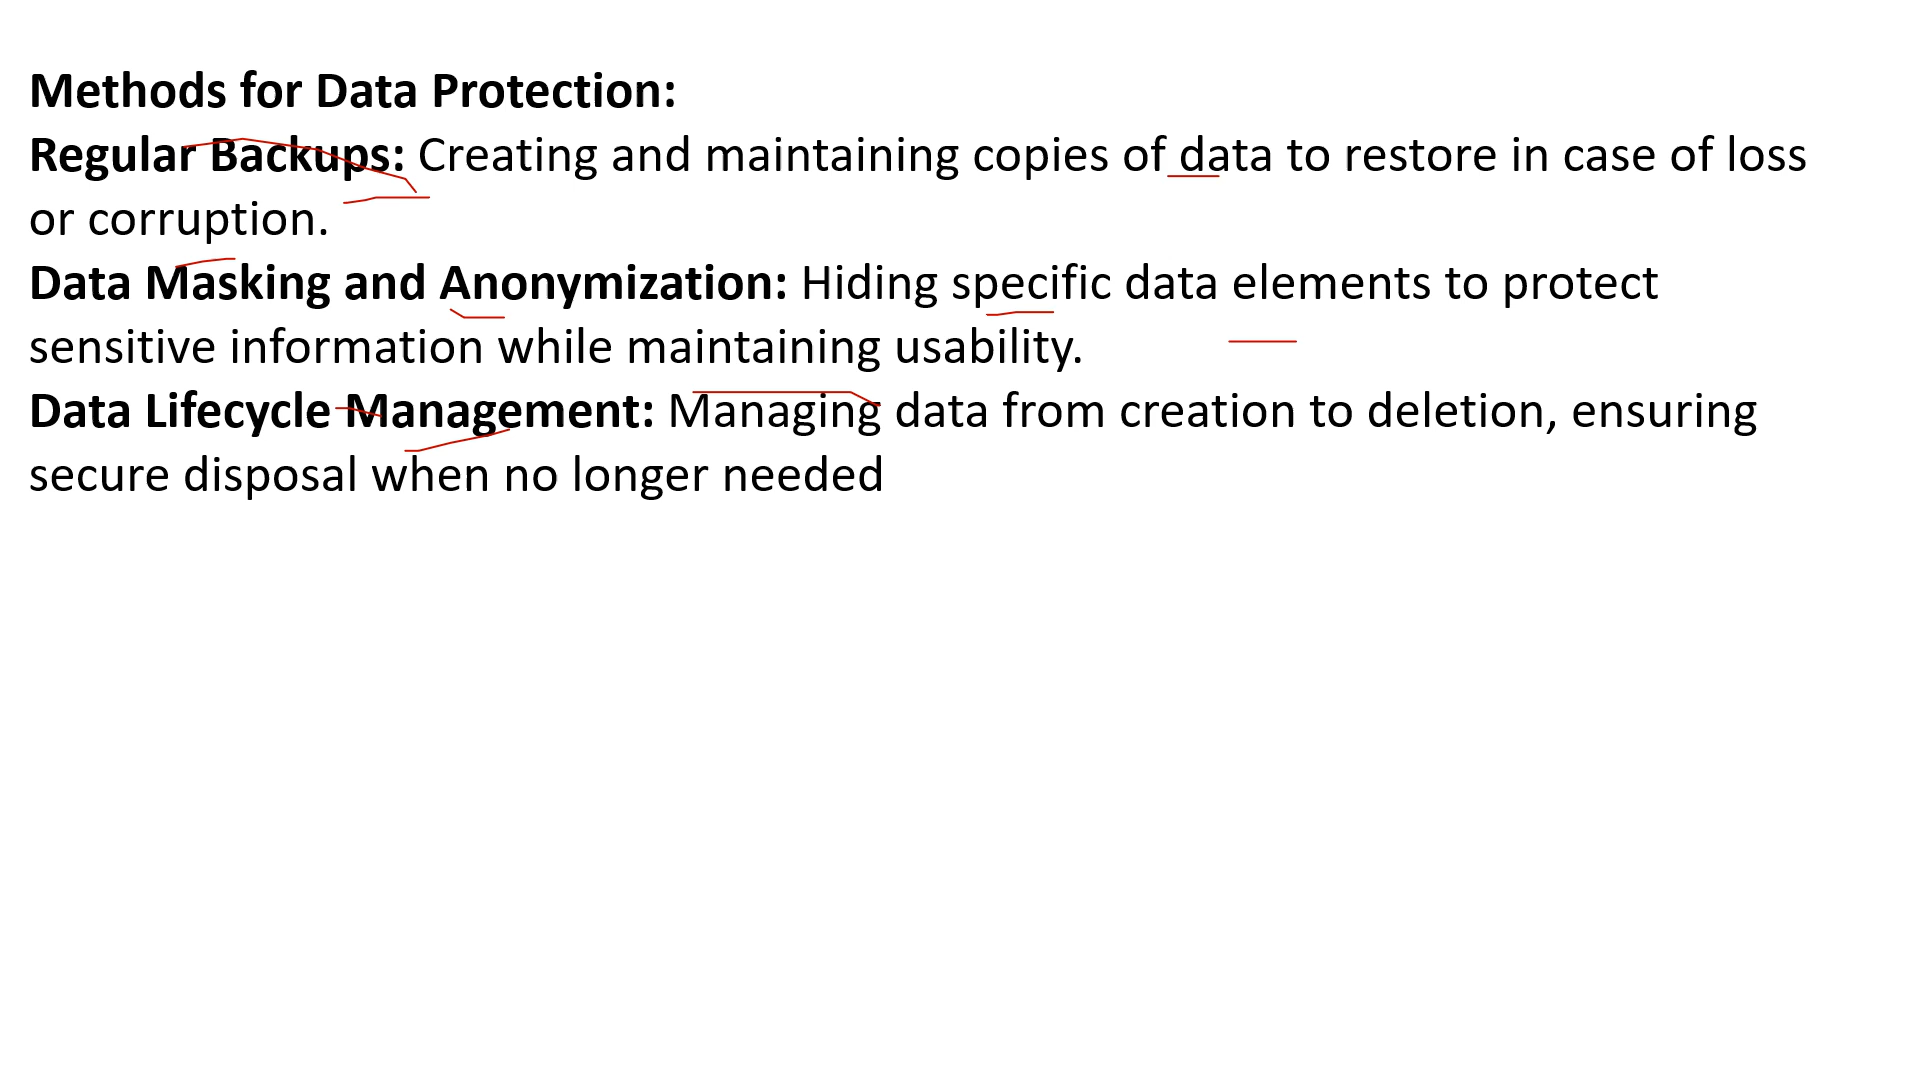 Methods for Data Protection:
Regular Backups: Creating and maintaining copies of data to restore in case of loss
or corruption.
Data Masking and Anonymization: Hiding specific data elements to protect
sensitive information while maintaining usability.
Data Lifecycle Management: Managing data from creation to deletion, ensuring
secure disposal when no longer needed